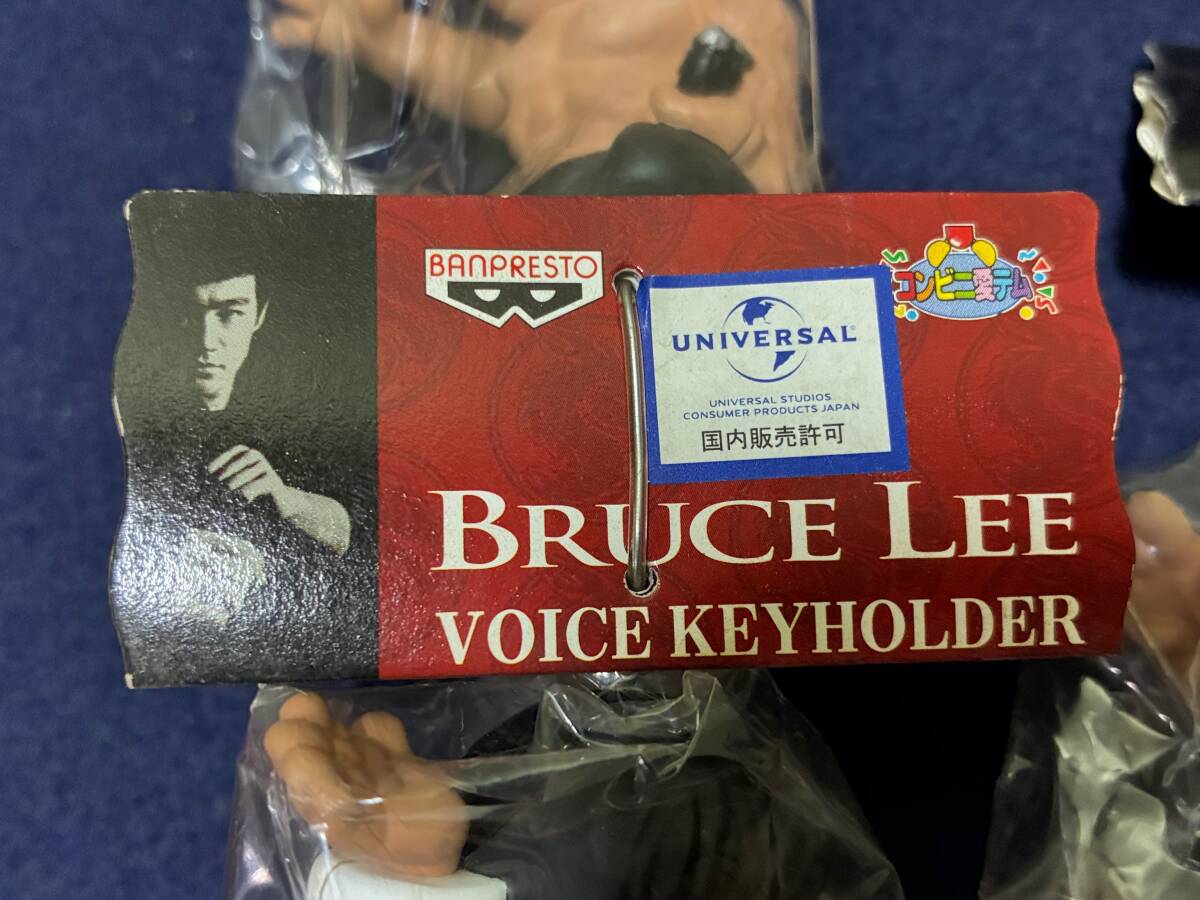 BANPRESTO
コンビニ愛テム
UNIVERSAL
UNIVERSAL STUDIOS
CONSUMER PRODUCTS JAPAN
国内販売許可
BRUCE LEE
VOICE KEYHOLDER